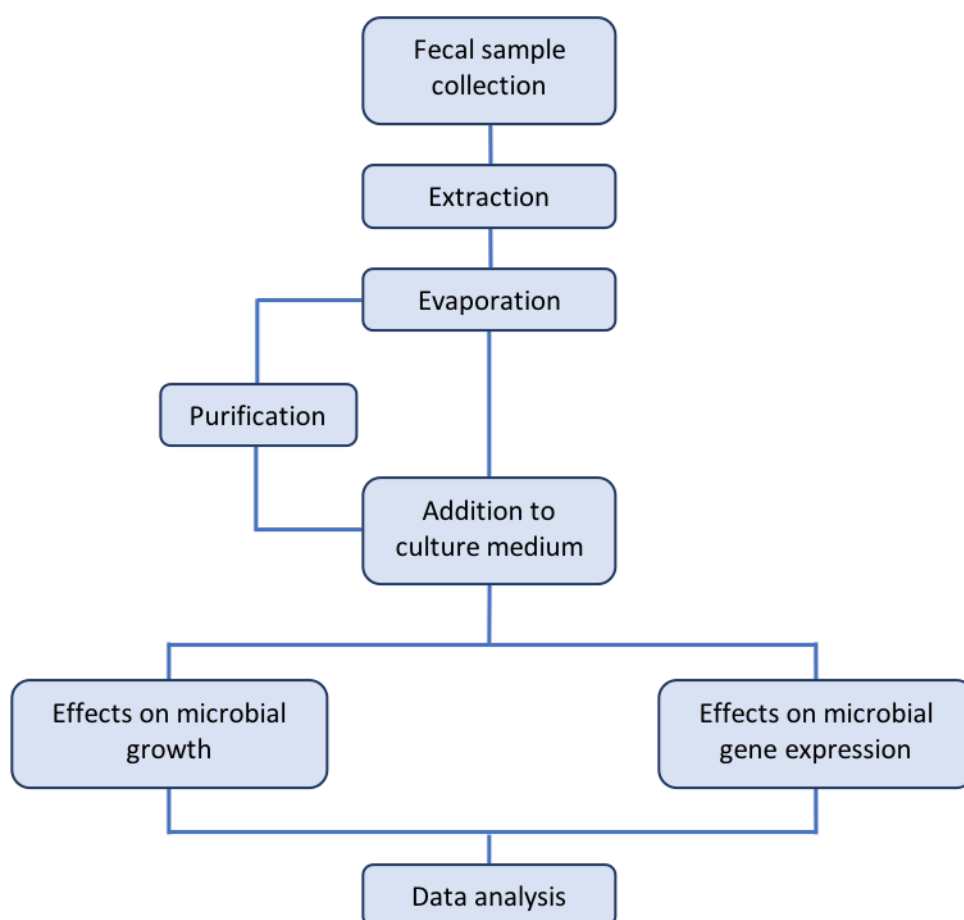 Fecal sample
collection
Extraction
Evaporation
Purification
Addition to
culture medium
Effects on microbial
growth
Effects on microbial
gene expression
Data analysis